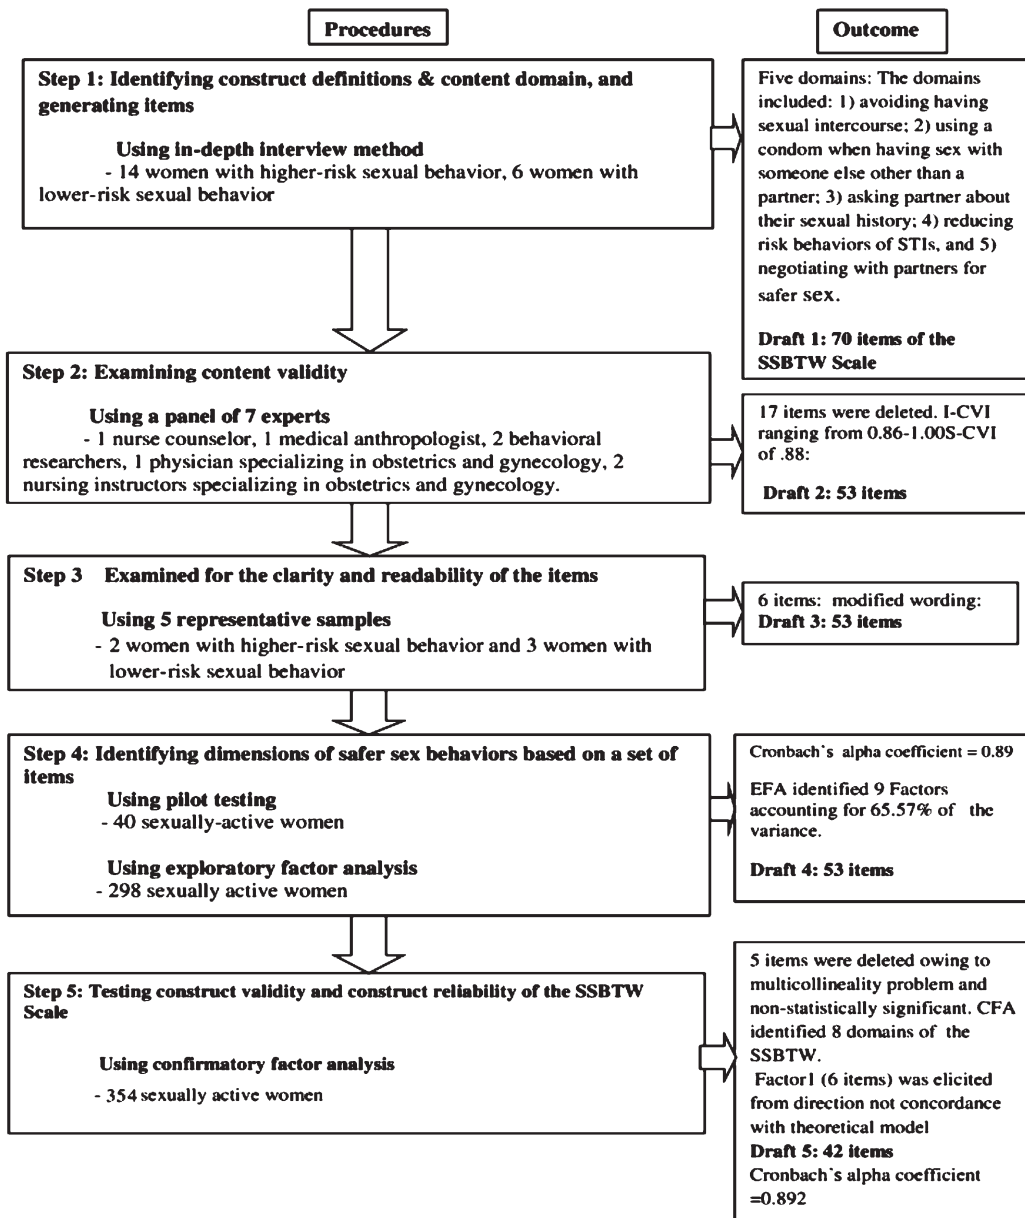 Procedures
Outcome
Step 1: Identifying construct definitions & content domain, and
generating items
Using in-depth interview method
- 14 women with higher-risk sexual behavior, 6 women with
lower-risk sexual behavior
Five domains: The domains
included: 1) avoiding having
sexual intercourse; 2) using a
condom when having sex with
someone else other than a
partner; 3) asking partner about
their sexual history; 4) reducing
risk behaviors of STIs, and 5)
negotiating with partners for
safer sex.
Draft 1: 70 items of the
SSBTW Scale
Step 2: Examining content validity
Using a panel of 7 experts
- 1 nurse counselor, 1 medical anthropologist, 2 behavioral
researchers, 1 physician specializing in obstetrics and gynecology, 2
nursing instructors specializing in obstetrics and gynecology.
17 items were deleted. I-CVI
ranging from 0.86-1.00S-CVI
of .88:
Draft 2: 53 items
Step 3 Examined for the clarity and readability of the items
Using 5 representative samples
- 2 women with higher-risk sexual behavior and 3 women with
lower-risk sexual behavior
6 items: modified wording:
Draft 3: 53 items
Step 4: Identifying dimensions of safer sex behaviors based on a set of
items
Using pilot testing
- 40 sexually-active women
Using exploratory factor analysis
- 298 sexually active women
Cronbach`s alpha coefficient = 0.89
EFA identified 9 Factors
accounting for 65.57% of the
variance.
Draft 4: 53 items
Step 5: Testing construct validity and construct reliability of the SSBTW
Scale
Using confirmatory factor analysis
- 354 sexually active women
5 items were deleted owing to
multicollineality problem and
non-statistically significant. CFA
identified 8 domains of the
SSBTW.
Factor1 (6 items) was elicited
from direction not concordance
with theoretical model
Draft 5: 42 items
Cronbach`s alpha coefficient
=0.892